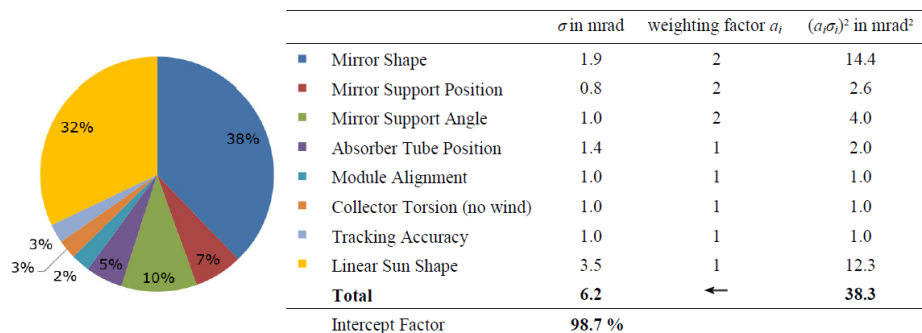 38%
7%
10%
5%
2%
3%
3%
32%
σ in mrad weighting factor aᵢ (aᵢσᵢ)² in mrad²
Mirror Shape 1.9 2 14.4
Mirror Support Position 0.8 2 2.6
Mirror Support Angle 1.0 2 4.0
Absorber Tube Position 1.4 1 2.0
Module Alignment 1.0 1 1.0
Collector Torsion (no wind) 1.0 1 1.0
Tracking Accuracy 1.0 1 1.0
Linear Sun Shape 3.5 1 12.3
Total 6.2 ← 38.3
Intercept Factor 98.7 %